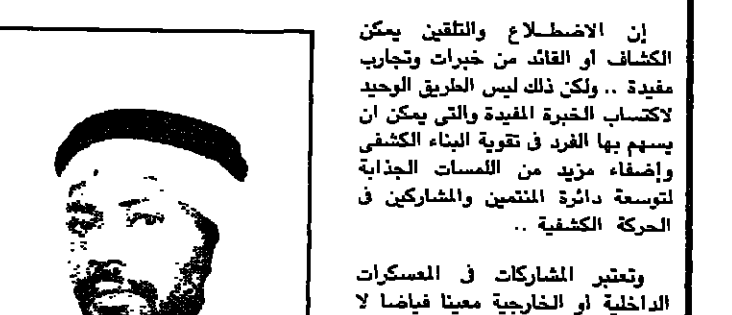 إن الاضطـلاع والتلقين يمكن
الكشاف أو القائد من خبرات وتجارب
مفيدة .. ولكن ذلك ليس الطريق الوحيد
لاكتساب الخبرة المفيدة والتى يمكن ان
يسهم بها الفرد فى تقوية البناء الكشفى
وإضفاء مزيد من اللمسات الجذابة
لتوسعة دائرة المنتمين والمشاركين فى
الحركة الكشفية ..
وتعتبر المشاركات فى المعسكرات
الداخلية أو الخارجية معينا فياضا لا